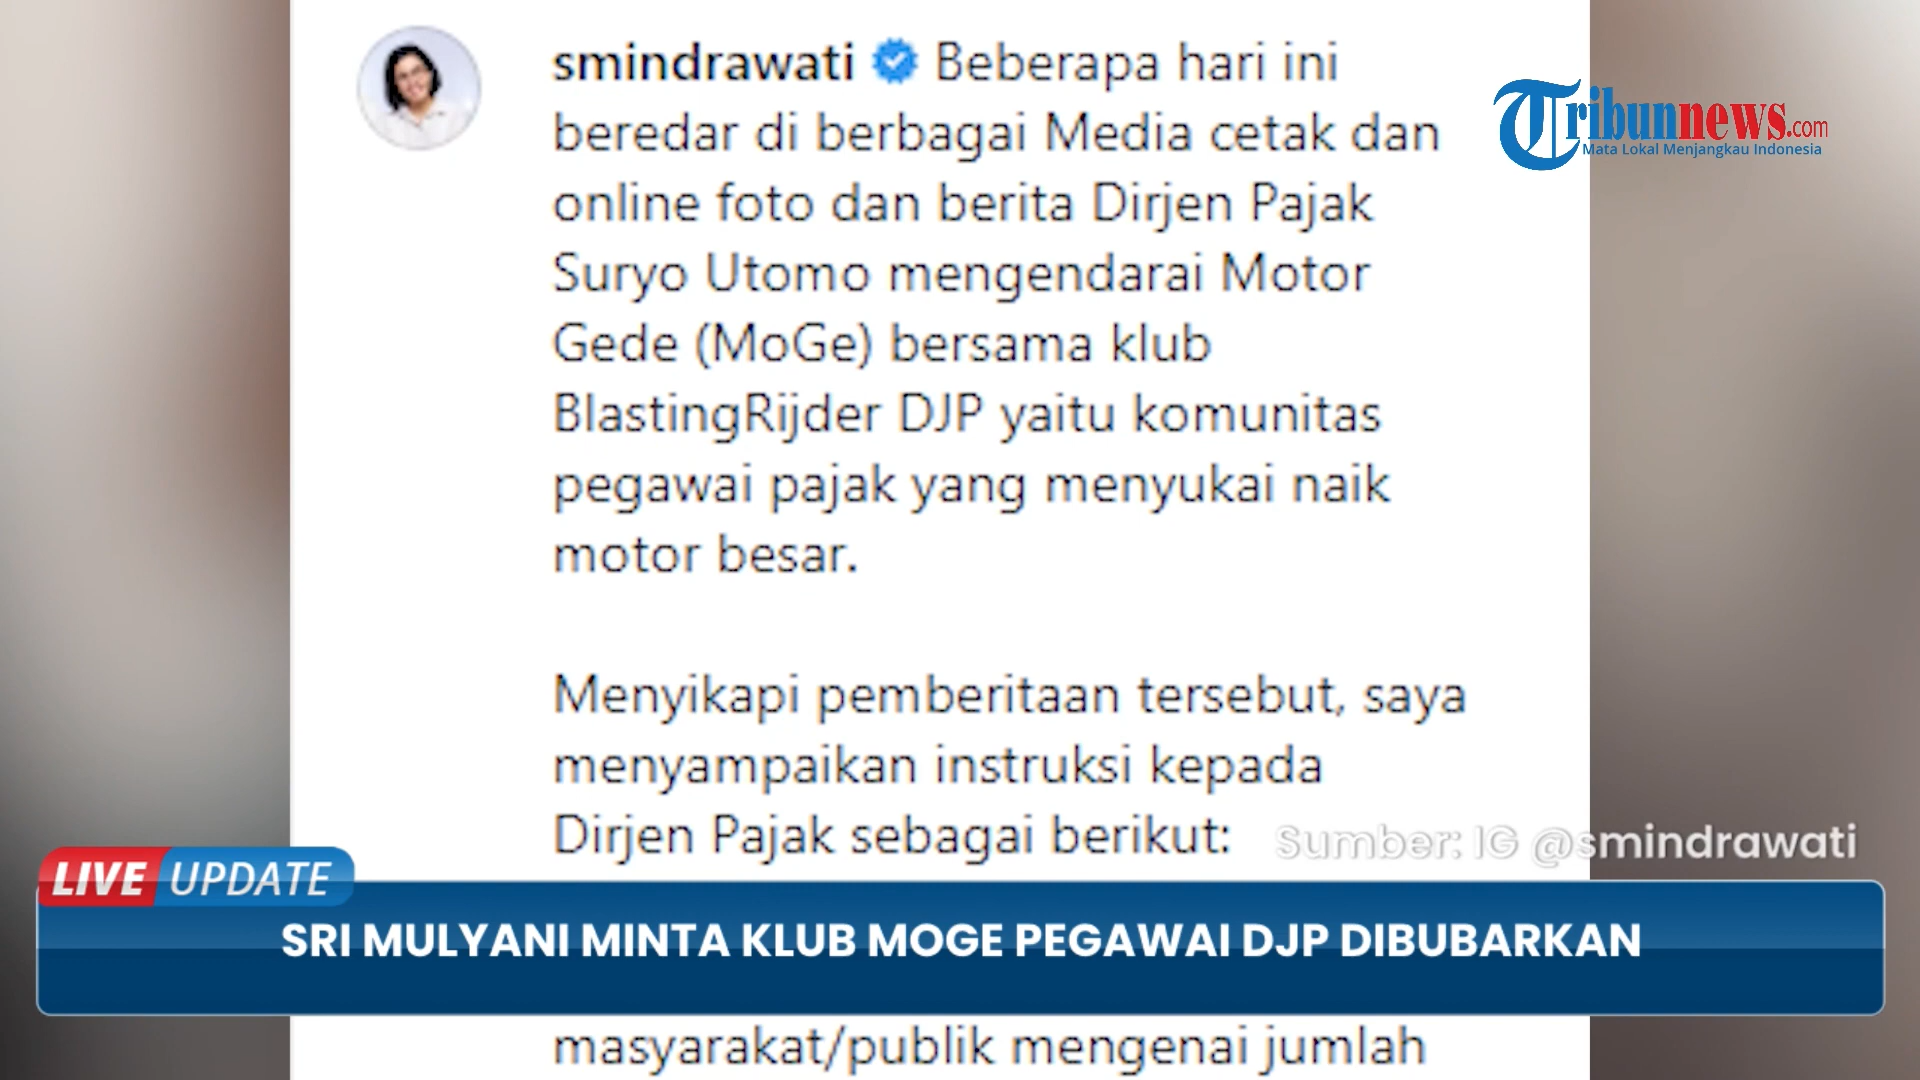 smindrawati Beberapa hari ini
beredar di berbagai Media cetak dan
online foto dan berita Dirjen Pajak
Suryo Utomo mengendarai Motor
Gede (MoGe) bersama klub
BlastingRijder DJP yaitu komunitas
pegawai pajak yang menyukai naik
motor besar.
Menyikapi pemberitaan tersebut, saya
menyampaikan instruksi kepada
Dirjen Pajak sebagai berikut:
Tribunnews.com
Mata Lokal Menjangkau Indonesia
Sumber: IG @smindrawati
LIVE UPDATE
SRI MULYANI MINTA KLUB MOGE PEGAWAI DJP DIBUBARKAN
masyarakat/publik mengenai jumlah